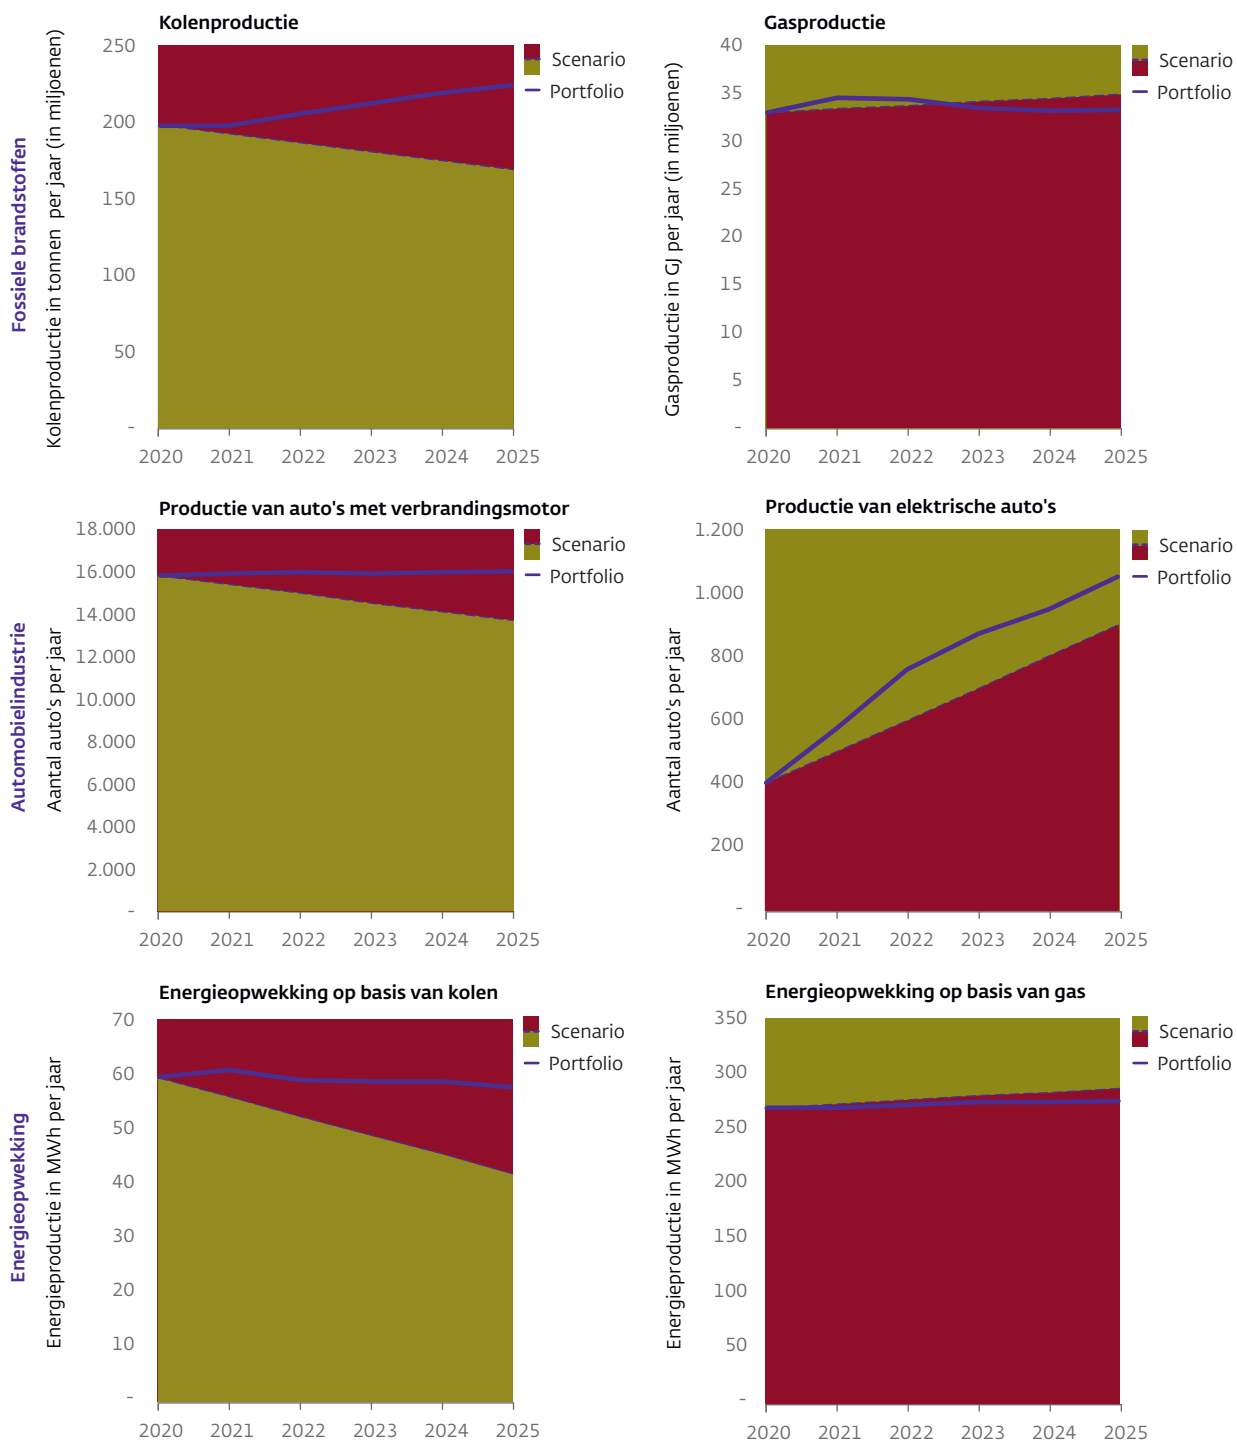 Fossiele brandstoffen
Kolenproductie
Kolenproductie in tonnen per jaar (in miljoenen)
250
200
150
100
50
-
2020 2021 2022 2023 2024 2025
Scenario
Portfolio
Gasproductie
Gasproductie in GJ per jaar (in miljoenen)
40
35
30
25
20
15
10
5
-
2020 2021 2022 2023 2024 2025
Scenario
Portfolio
Automobielindustrie
Productie van auto's met verbrandingsmotor
Aantal auto's per jaar
18.000
16.000
14.000
12.000
10.000
8.000
6.000
4.000
2.000
-
2020 2021 2022 2023 2024 2025
Scenario
Portfolio
Productie van elektrische auto's
Aantal auto's per jaar
1.200
1.000
800
600
400
200
-
2020 2021 2022 2023 2024 2025
Scenario
Portfolio
Energieopwekking
Energieopwekking op basis van kolen
Energieproductie in MWh per jaar
70
60
50
40
30
20
10
-
2020 2021 2022 2023 2024 2025
Scenario
Portfolio
Energieopwekking op basis van gas
Energieproductie in MWh per jaar
350
300
250
200
150
100
50
-
2020 2021 2022 2023 2024 2025
Scenario
Portfolio